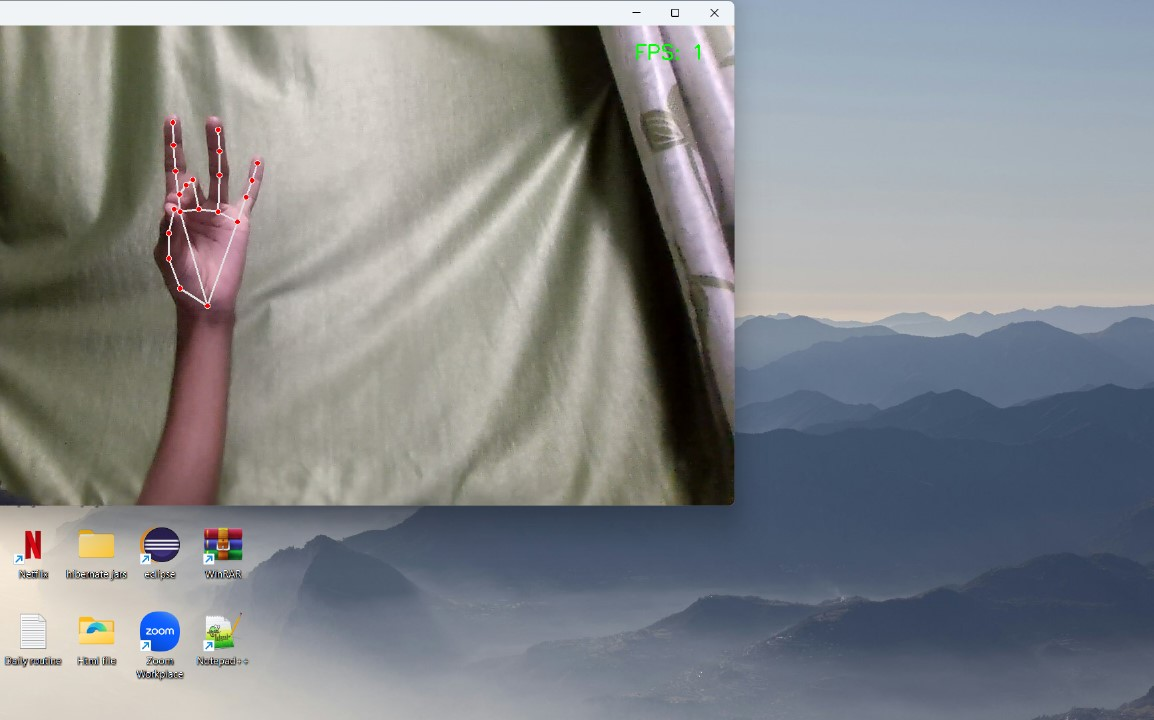 FPS: 1
Netflix
hibernate jars
eclipse
WinRAR
zoom
Daily routine
Html file
Zoom
Workplace
Notepad++